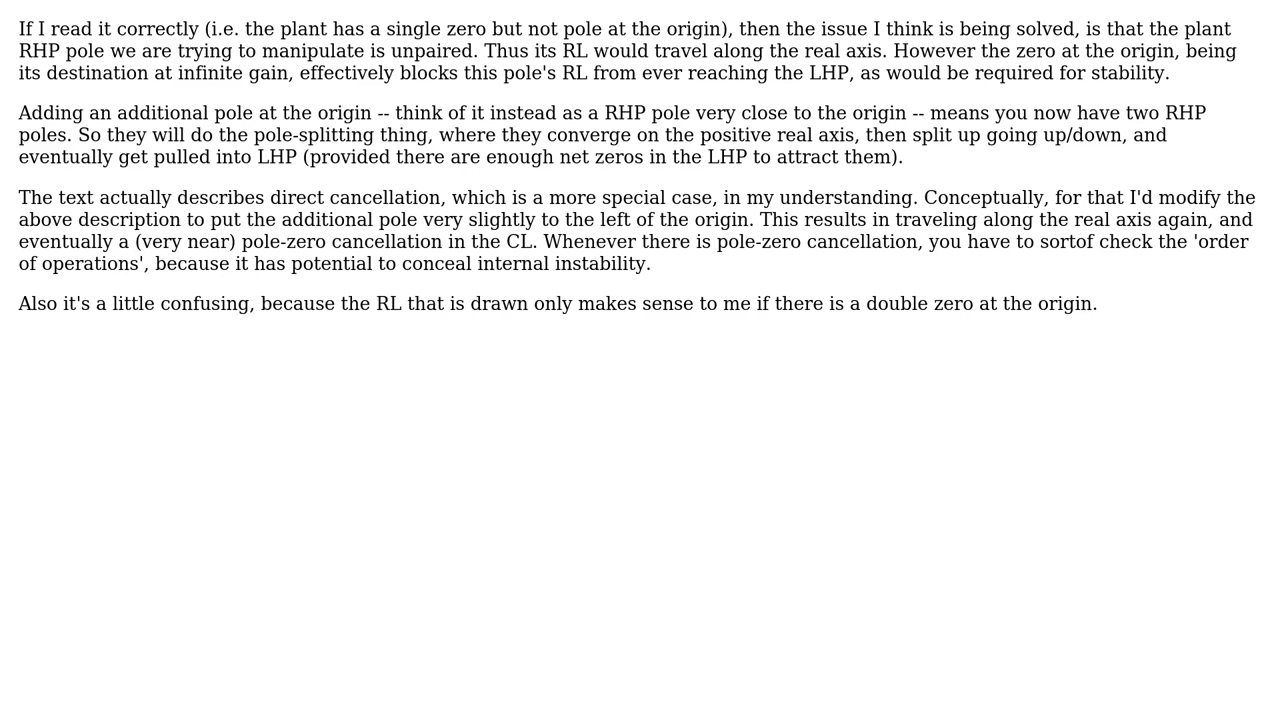 If I read it correctly (i.e. the plant has a single zero but not pole at the origin), then the issue I think is being solved, is that the plant
RHP pole we are trying to manipulate is unpaired. Thus its RL would travel along the real axis. However the zero at the origin, being
its destination at infinite gain, effectively blocks this pole's RL from ever reaching the LHP, as would be required for stability.
Adding an additional pole at the origin -- think of it instead as a RHP pole very close to the origin -- means you now have two RHP
poles. So they will do the pole-splitting thing, where they converge on the positive real axis, then split up going up/down, and
eventually get pulled into LHP (provided there are enough net zeros in the LHP to attract them).
The text actually describes direct cancellation, which is a more special case, in my understanding. Conceptually, for that I'd modify the
above description to put the additional pole very slightly to the left of the origin. This results in traveling along the real axis again, and
eventually a (very near) pole-zero cancellation in the CL. Whenever there is pole-zero cancellation, you have to sortof check the 'order
of operations', because it has potential to conceal internal instability.
Also it's a little confusing, because the RL that is drawn only makes sense to me if there is a double zero at the origin.